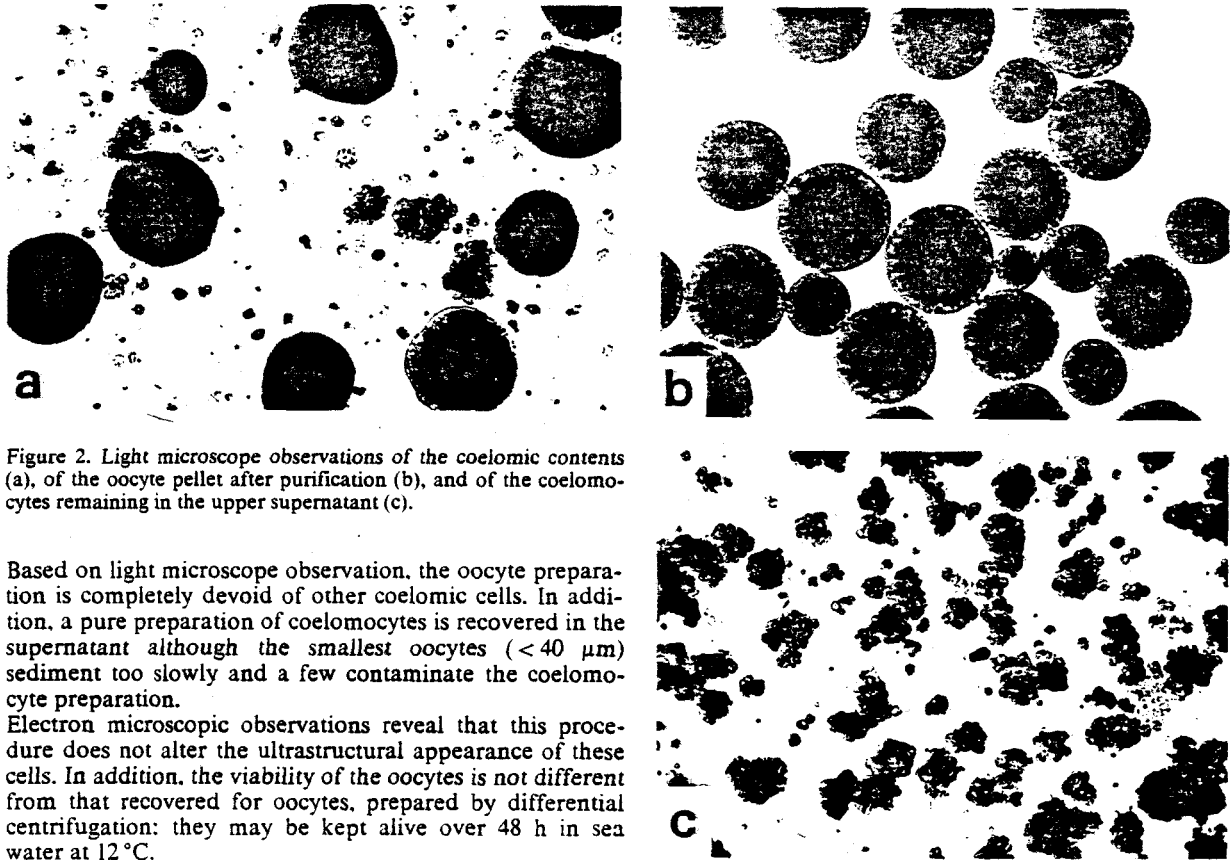 a
b
Figure 2. Light microscope observations of the coelomic contents
(a), of the oocyte pellet after purification (b), and of the coelomo-
cytes remaining in the upper supernatant (c).
Based on light microscope observation, the oocyte prepara-
tion is completely devoid of other coelomic cells. In addi-
tion, a pure preparation of coelomocytes is recovered in the
supernatant although the smallest oocytes (< 40 μm)
sediment too slowly and a few contaminate the coelomo-
cyte preparation.
Electron microscopic observations reveal that this proce-
dure does not alter the ultrastructural appearance of these
cells. In addition, the viability of the oocytes is not different
from that recovered for oocytes, prepared by differential
centrifugation: they may be kept alive over 48 h in sea
water at 12 °C.
c